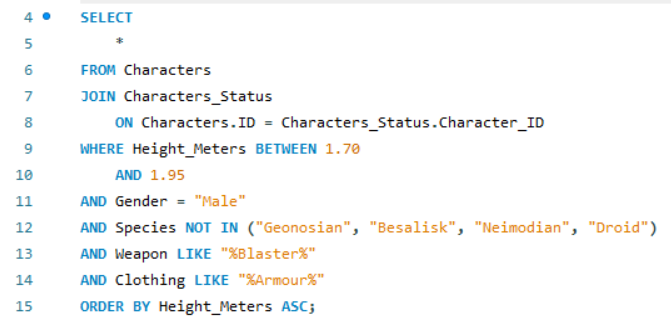 4 SELECT
5 *
6 FROM Characters
7 JOIN Characters_Status
8 ON Characters.ID = Characters_Status.Character_ID
9 WHERE Height_Meters BETWEEN 1.70
10 AND 1.95
11 AND Gender = "Male"
12 AND Species NOT IN ("Geonosian", "Besalisk", "Neimodian", "Droid")
13 AND Weapon LIKE "%Blaster%"
14 AND Clothing LIKE "%Armour%"
15 ORDER BY Height_Meters ASC;